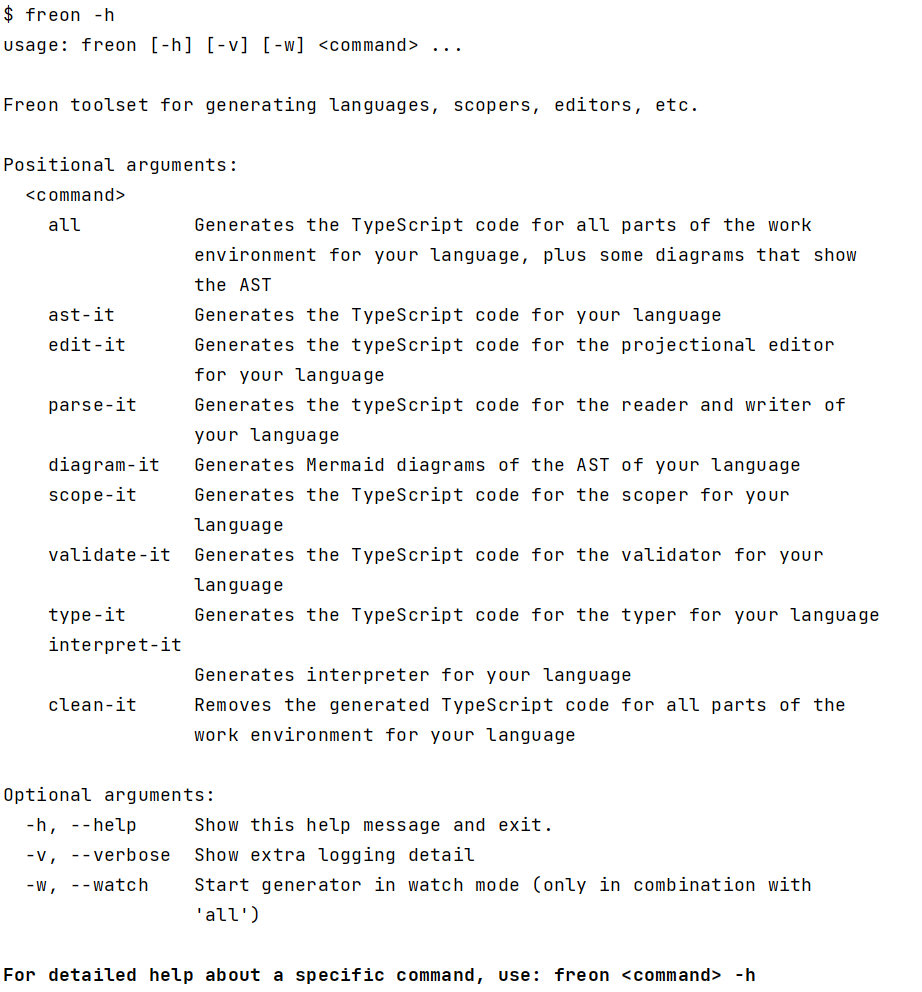 $ freon -h
usage: freon [-h] [-v] [-w] <command> ...
Freon toolset for generating languages, scopers, editors, etc.
Positional arguments:
<command>
all Generates the TypeScript code for all parts of the work
environment for your language, plus some diagrams that show
the AST
ast-it Generates the TypeScript code for your language
edit-it Generates the typeScript code for the projectional editor
for your language
parse-it Generates the typeScript code for the reader and writer of
your language
diagram-it Generates Mermaid diagrams of the AST of your language
scope-it Generates the TypeScript code for the scoper for your
language
validate-it Generates the TypeScript code for the validator for your
language
type-it Generates the TypeScript code for the typer for your language
interpret-it
Generates interpreter for your language
clean-it Removes the generated TypeScript code for all parts of the
work environment for your language
Optional arguments:
-h, --help Show this help message and exit.
-v, --verbose Show extra logging detail
-w, --watch Start generator in watch mode (only in combination with
'all')
For detailed help about a specific command, use: freon <command> -h